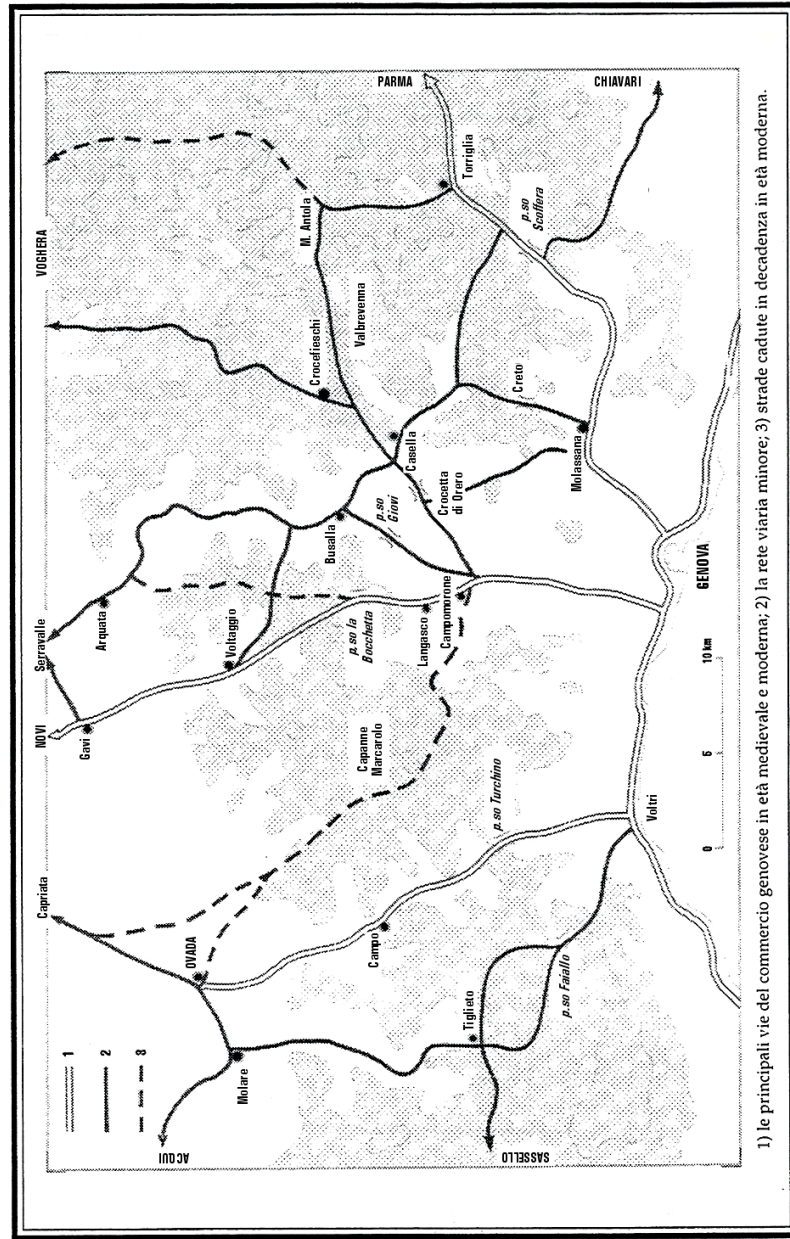 VOGHERA
Serravalle
NOVI
Capriata
PARMA
CHIAVARI
Torriglia
p.so
Scoffera
M. Antola
Valbrevenna
Crocefieschi
Creto
Casella
Molassana
Crocetta
di Orero
p.so
Giovi
Busalla
Arquata
Voltaggio
p.so la
Bocchetta
Langasco
Campomorone
GENOVA
Gavi
Capanne
Marcarolo
p.so Turchino
Voltri
OVADA
Campo
Tiglieto
p.so Faiallo
Molare
ACQUI
SASSELLO
1
2
3
0 5 10 km
1) le principali vie del commercio genovese in età medievale e moderna; 2) la rete viaria minore; 3) strade cadute in decadenza in età moderna.